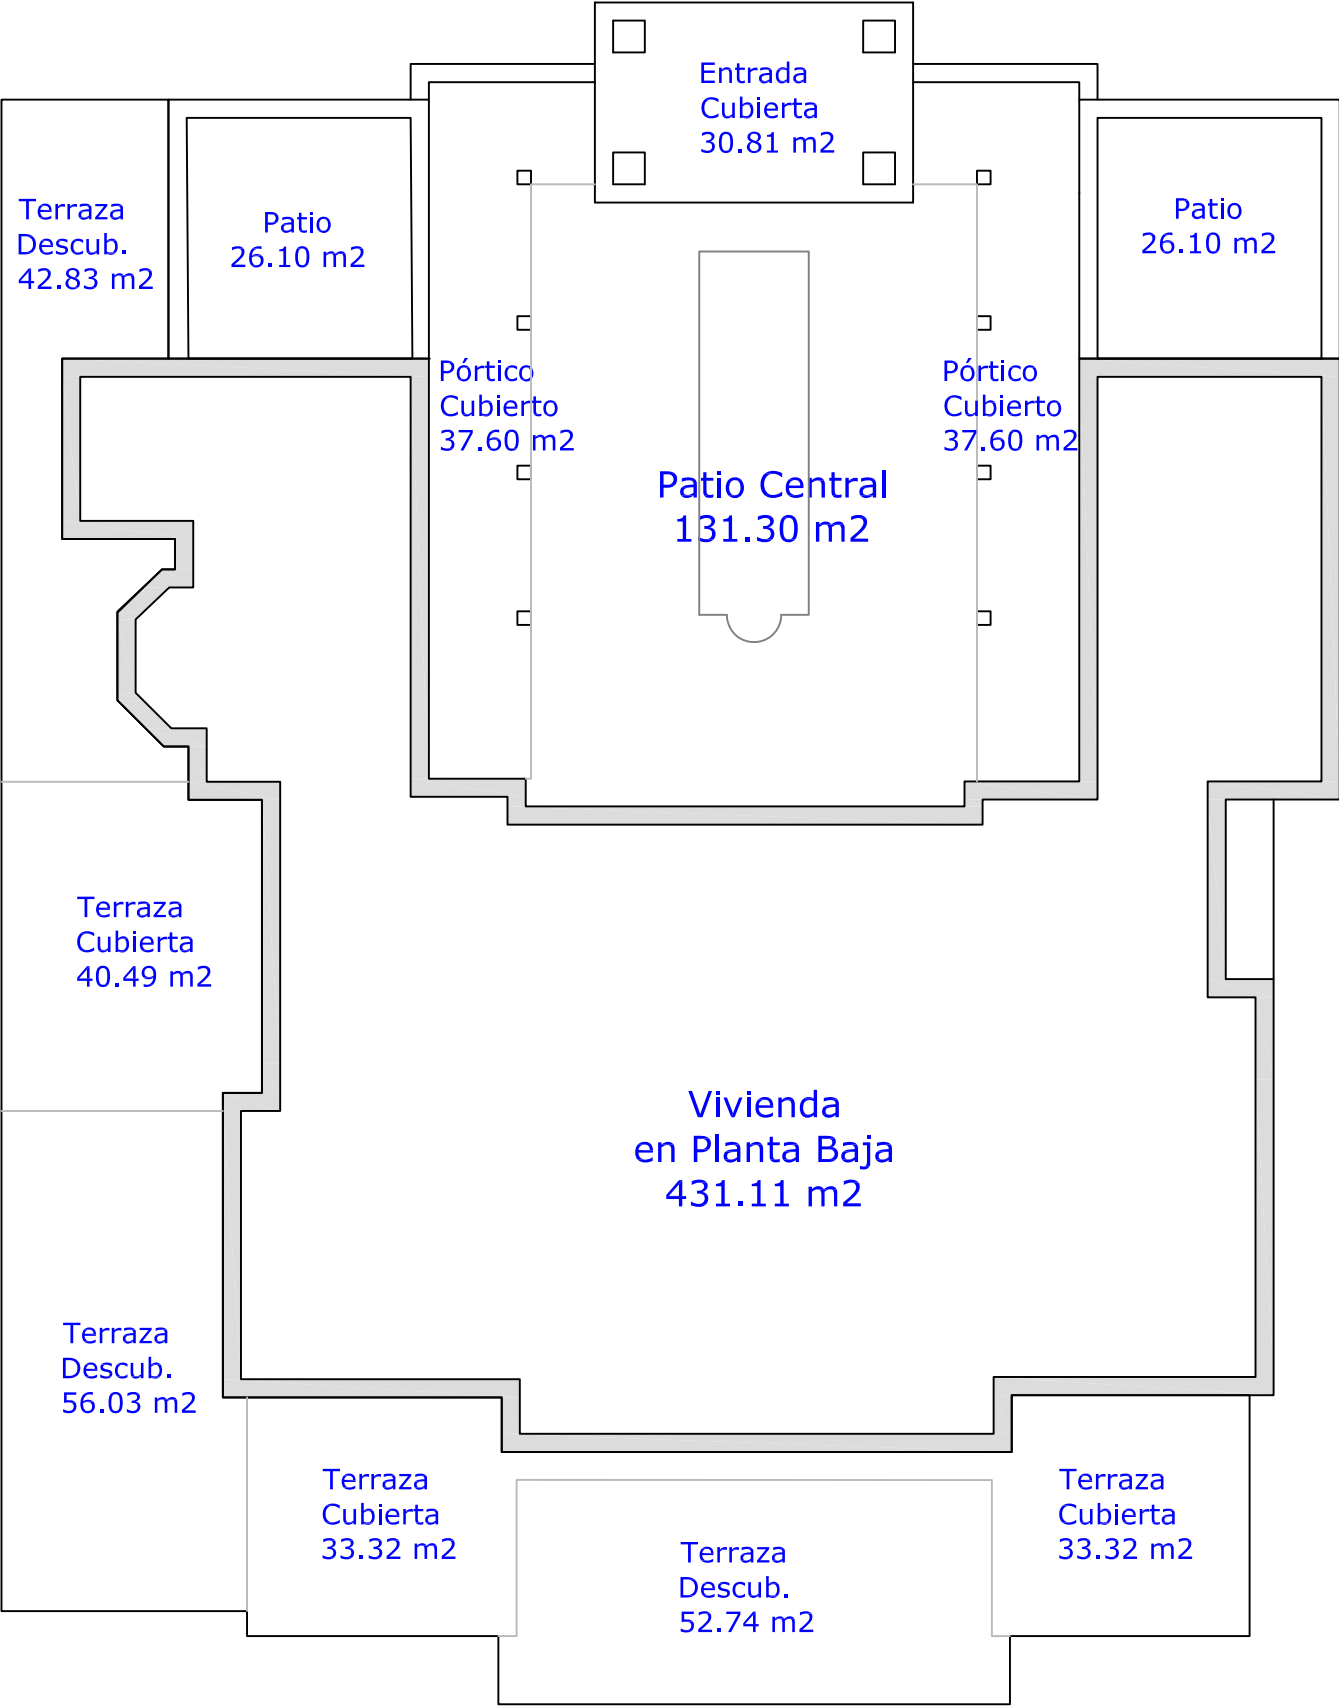 Entrada
Cubierta
30.81 m2
Terraza
Descub.
42.83 m2
Patio
26.10 m2
Patio
26.10 m2
Pórtico
Cubierto
37.60 m2
Pórtico
Cubierto
37.60 m2
Patio Central
131.30 m2
Terraza
Cubierta
40.49 m2
Vivienda
en Planta Baja
431.11 m2
Terraza
Descub.
56.03 m2
Terraza
Cubierta
33.32 m2
Terraza
Descub.
52.74 m2
Terraza
Cubierta
33.32 m2